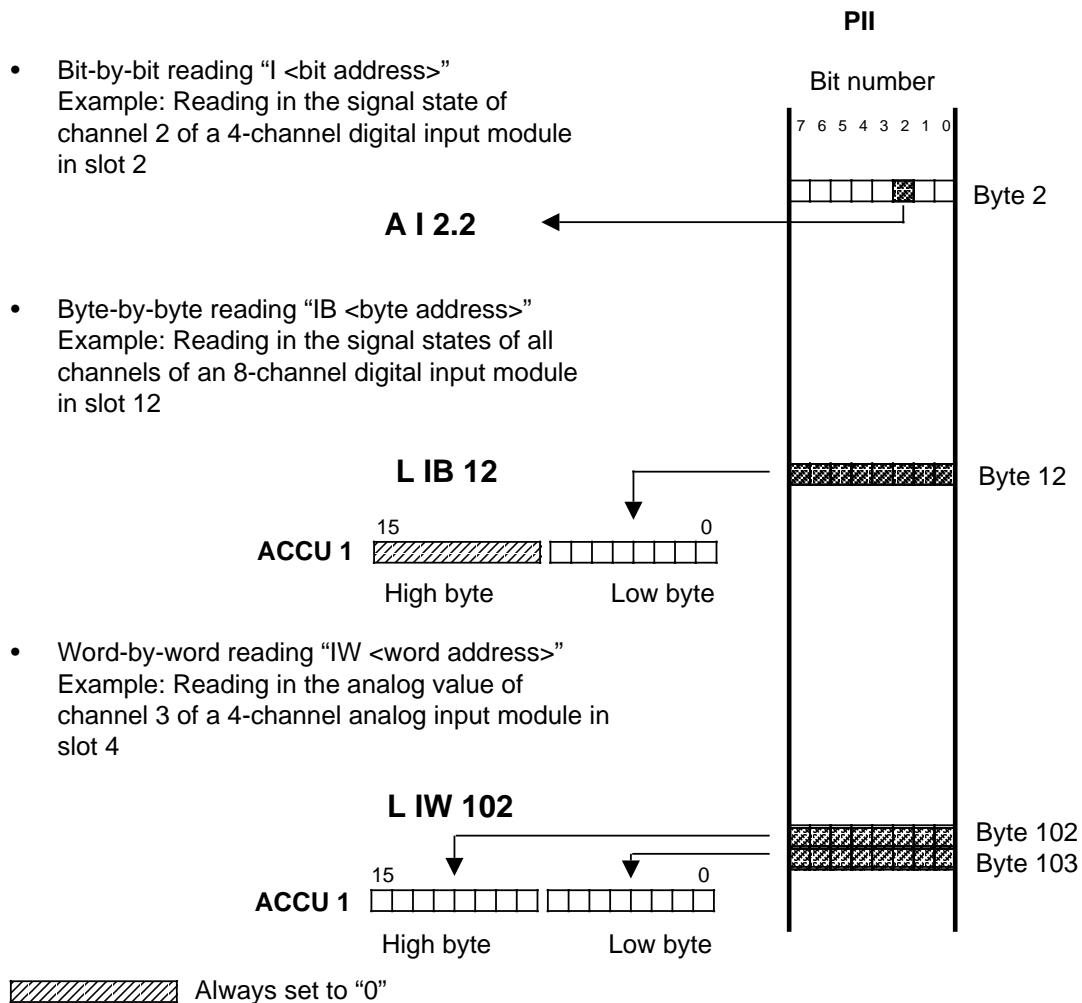 PII
• Bit-by-bit reading “I <bit address>”
Example: Reading in the signal state of
channel 2 of a 4-channel digital input module
in slot 2
Bit number
7 6 5 4 3 2 1 0
Byte 2
A I 2.2
• Byte-by-byte reading “IB <byte address>”
Example: Reading in the signal states of all
channels of an 8-channel digital input module
in slot 12
L IB 12
Byte 12
15 0
ACCU 1
High byte Low byte
• Word-by-word reading “IW <word address>”
Example: Reading in the analog value of
channel 3 of a 4-channel analog input module in
slot 4
L IW 102
Byte 102
Byte 103
15 0
ACCU 1
High byte Low byte
Always set to “0”